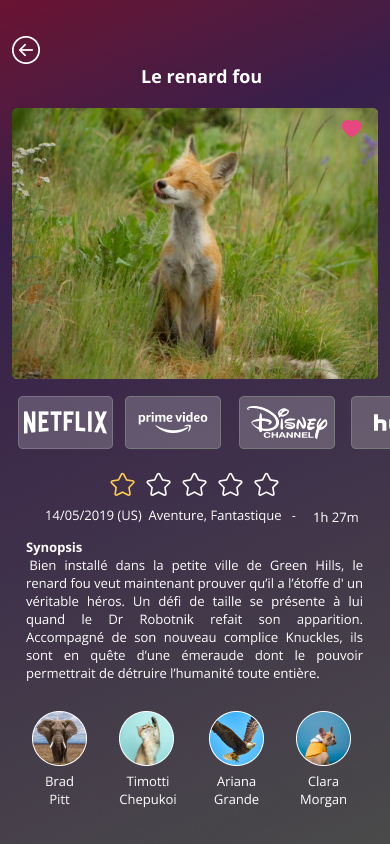 Le renard fou
NETFLIX
prime video
DISNEY
CHANNEL
14/05/2019 (US) Aventure, Fantastique - 1h 27m
Synopsis
Bien installé dans la petite ville de Green Hills, le
renard fou veut maintenant prouver qu'il a l'étoffe d' un
véritable héros. Un défi de taille se présente à lui
quand le Dr Robotnik refait son apparition.
Accompagné de son nouveau complice Knuckles, ils
sont en quête d'une émeraude dont le pouvoir
permettrait de détruire l'humanité toute entière.
Brad
Pitt
Timotti
Chepukoi
Ariana
Grande
Clara
Morgan